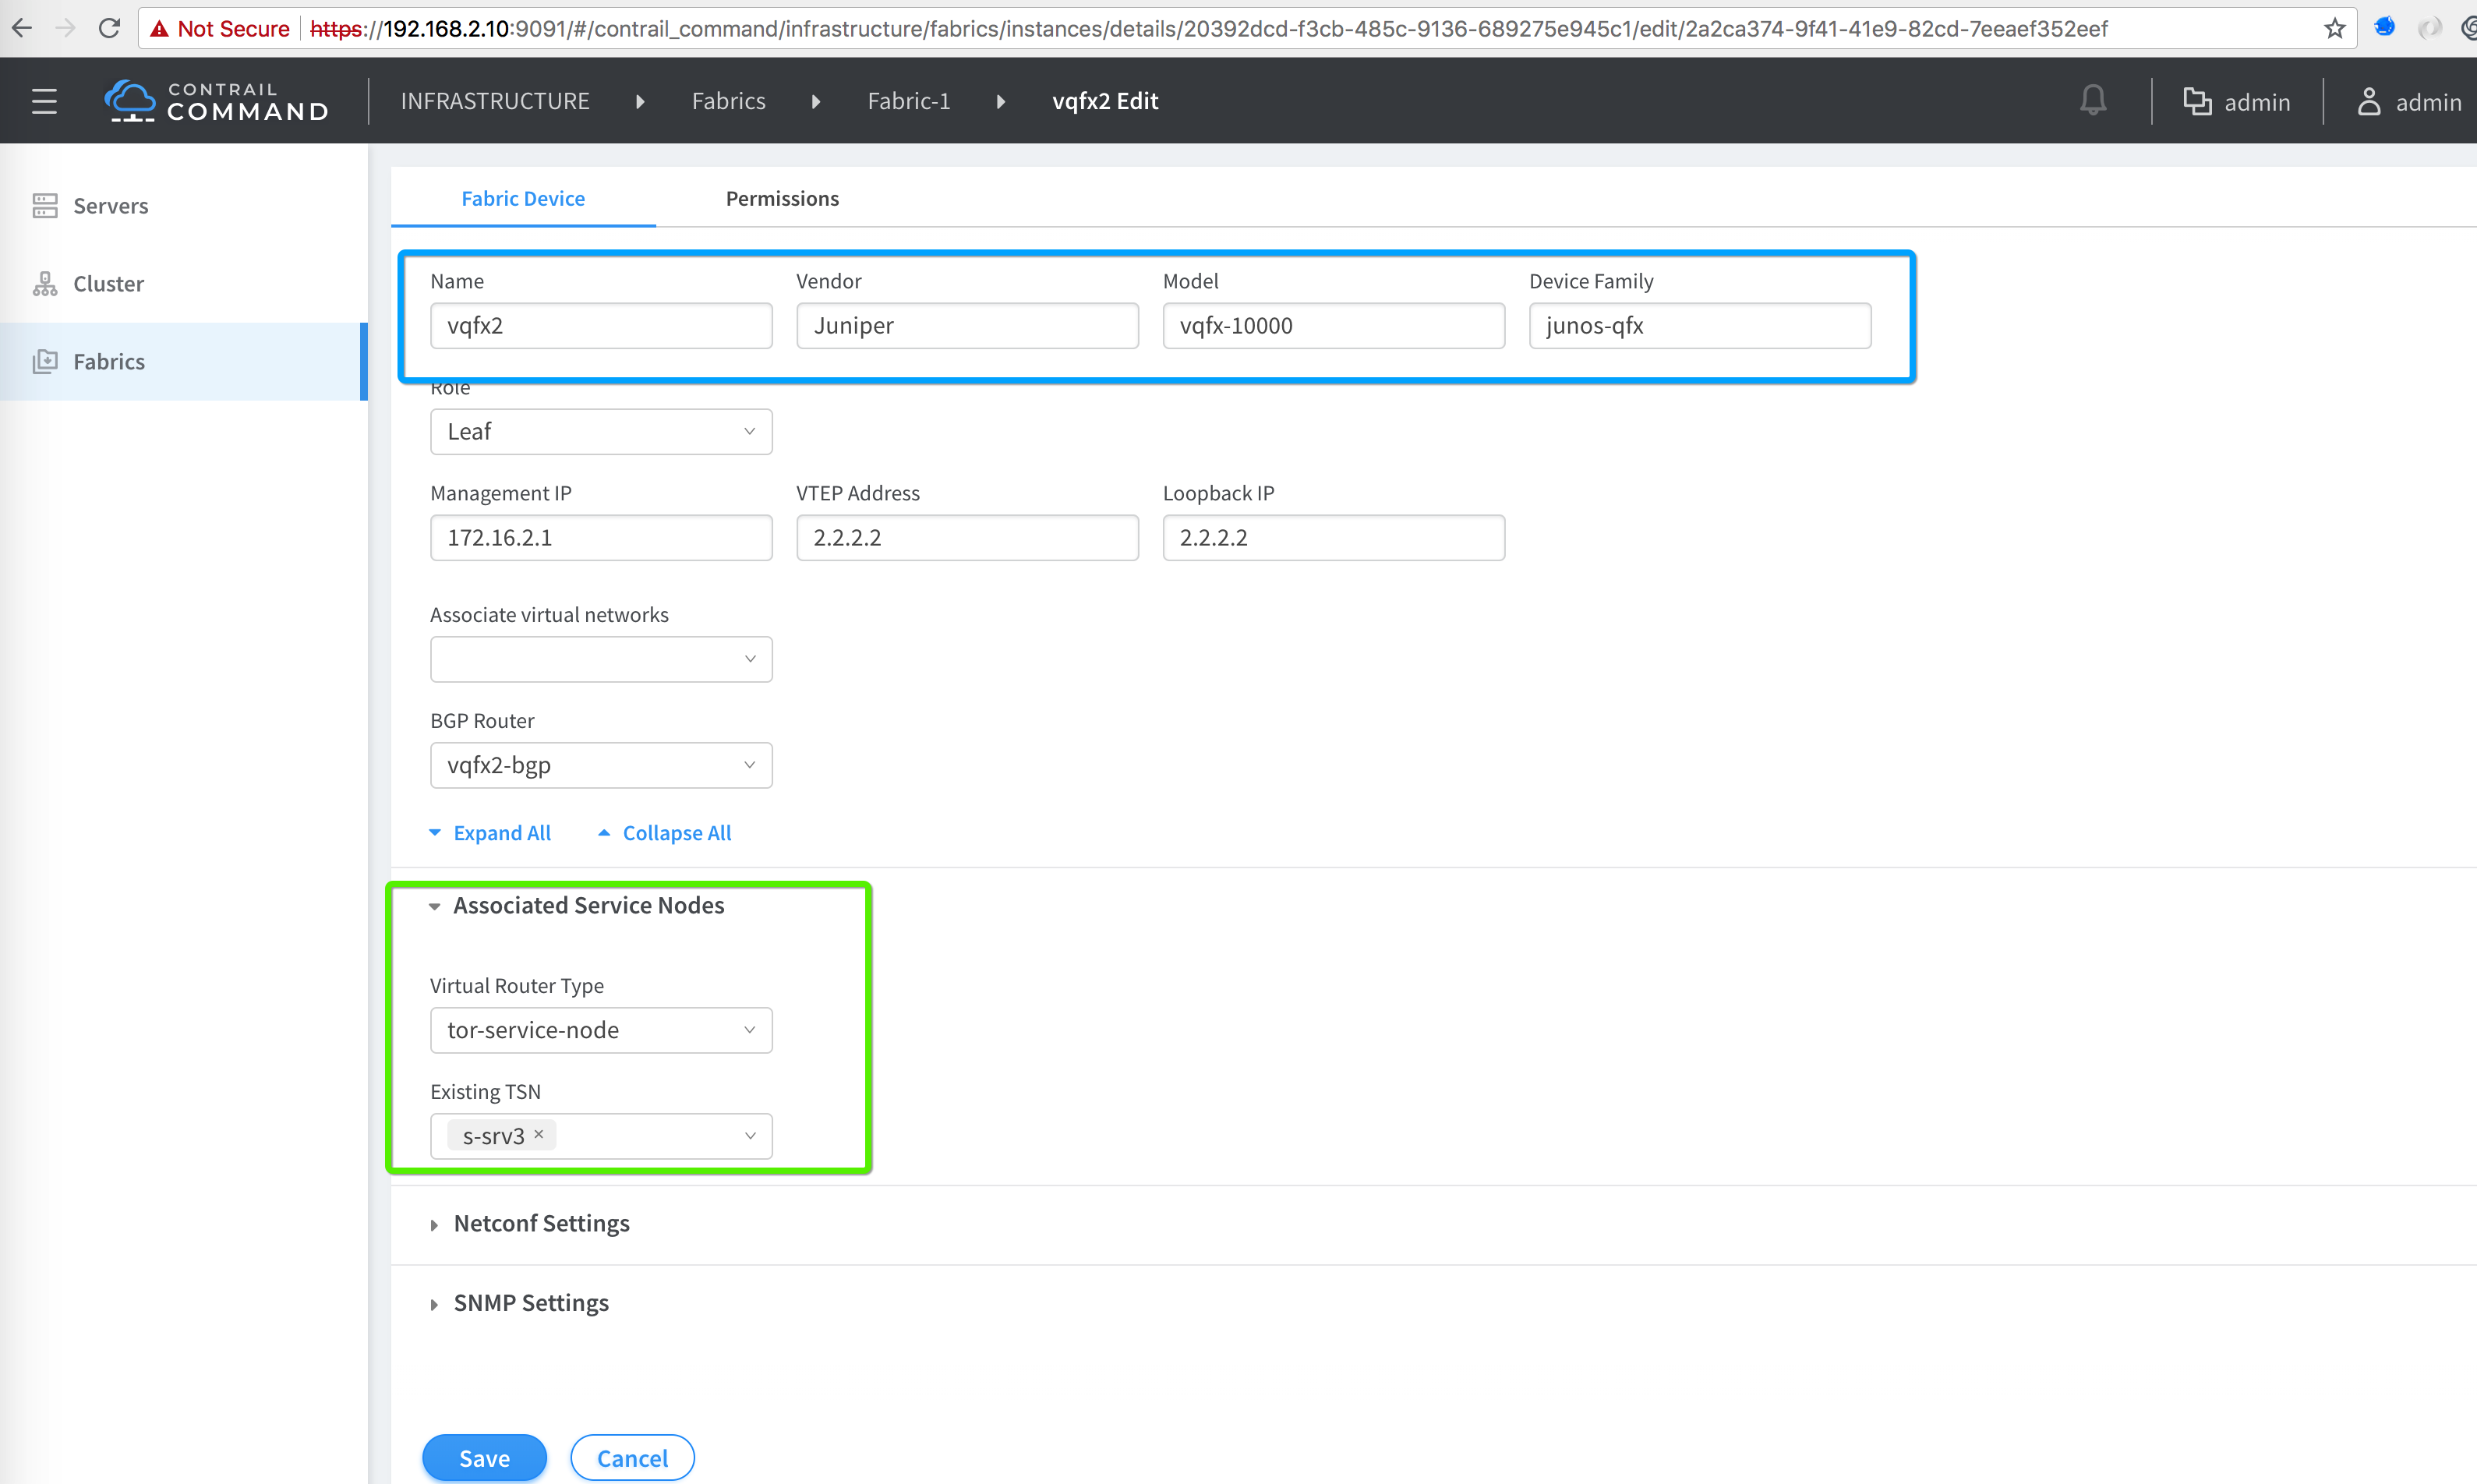 Not Secure https://192.168.2.10:9091/#/contrail_command/infrastructure/fabrics/instances/details/20392dcd-f3cb-485c-9136-689275e945c1/edit/2a2ca374-9f41-41e9-82cd-7eeaef352eef
CONTRAIL
COMMAND
INFRASTRUCTURE Fabrics Fabric-1 vqfx2 Edit admin admin
Servers
Cluster
Fabrics
Fabric Device Permissions
Name Vendor Model Device Family
vqfx2 Juniper vqfx-10000 junos-qfx
Role
Leaf
Management IP VTEP Address Loopback IP
172.16.2.1 2.2.2.2 2.2.2.2
Associate virtual networks
BGP Router
vqfx2-bgp
Expand All Collapse All
Associated Service Nodes
Virtual Router Type
tor-service-node
Existing TSN
s-srv3 ×
Netconf Settings
SNMP Settings
Save Cancel